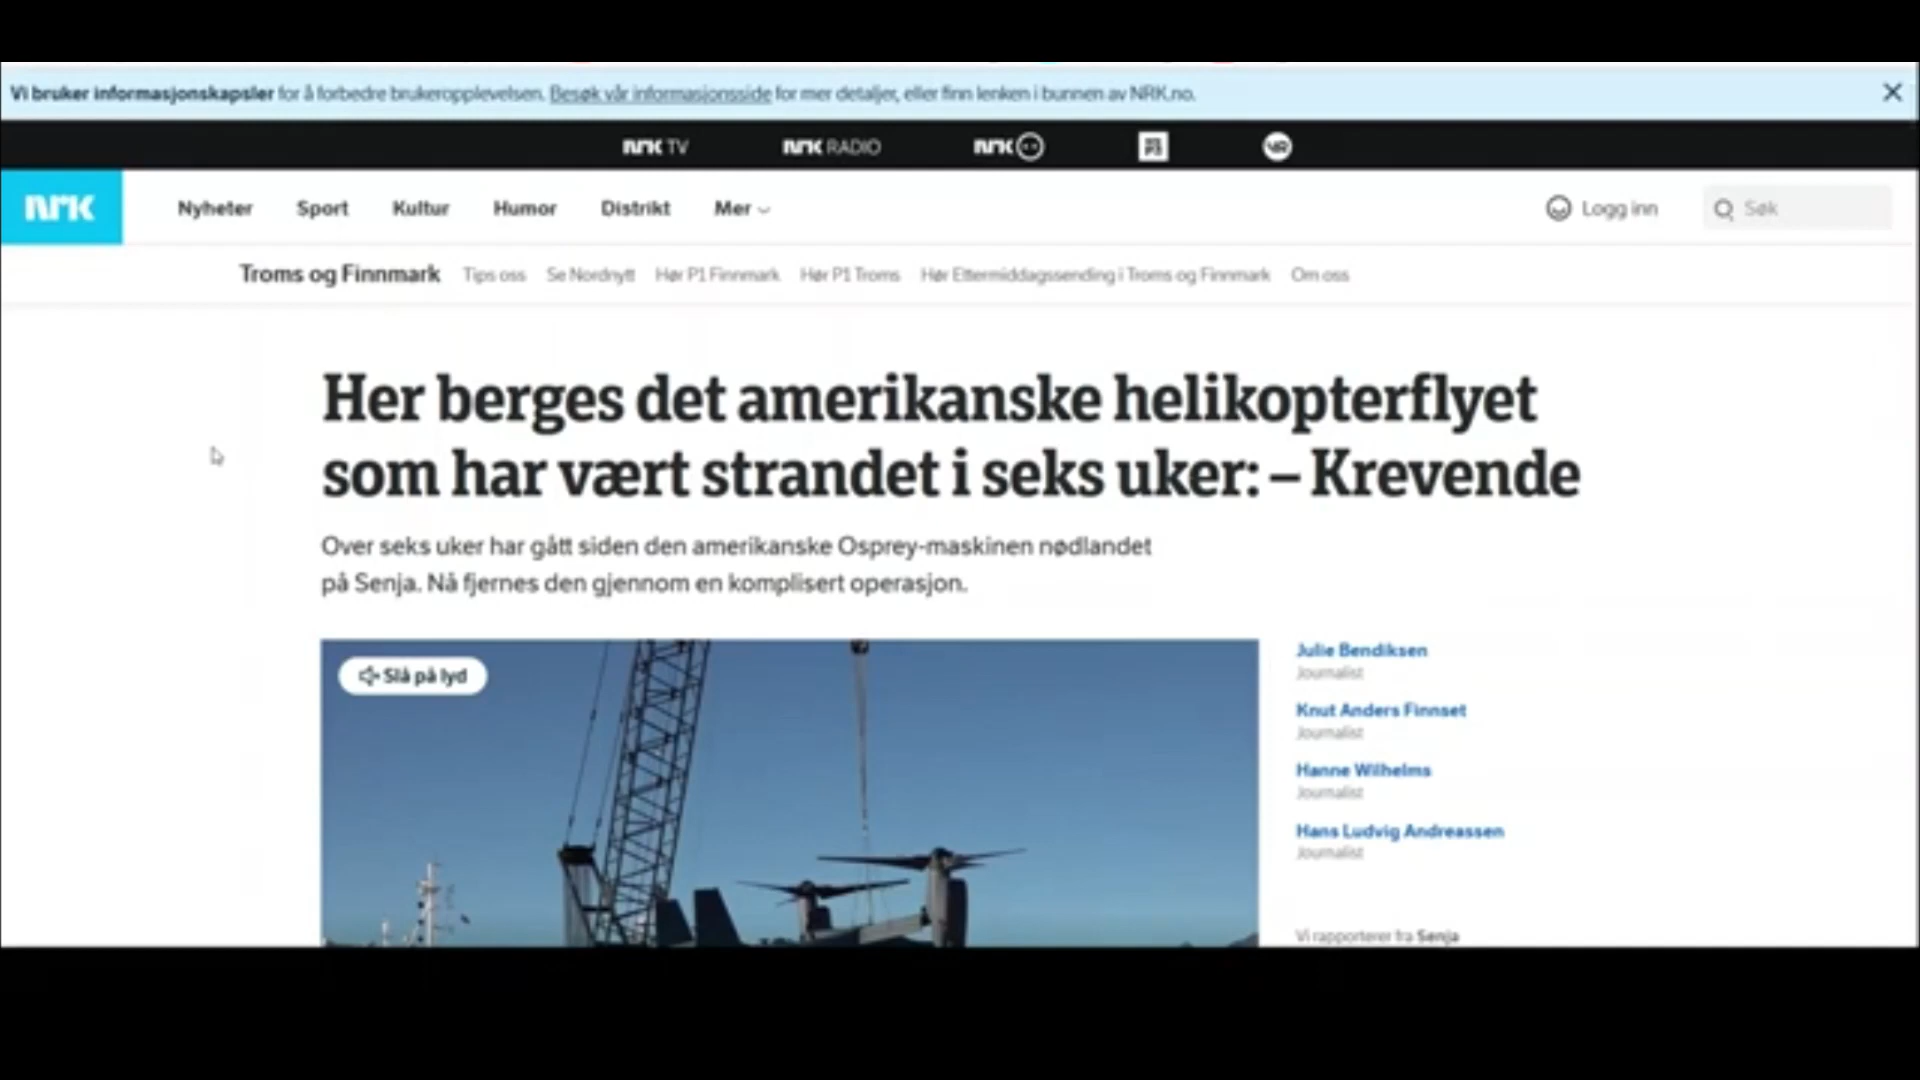 Vi bruker informasjonskapsler for å forbedre brukeropplevelsen. Besøk vår informasjonsside for mer detaljer, eller finn lenken i bunnen av NRK.no.
NRK TV NRK RADIO NRK P3 YR
NRK Nyheter Sport Kultur Humor Distrikt Mer Logg inn Søk
Troms og Finnmark Tips oss Se Nordnytt Hør P1 Finnmark Hør P1 Troms Hør Ettermiddagssending i Troms og Finnmark Om oss
Her berges det amerikanske helikopterflyet
som har vært strandet i seks uker: – Krevende
Over seks uker har gått siden den amerikanske Osprey-maskinen nødlandet
på Senja. Nå fjernes den gjennom en komplisert operasjon.
Slå på lyd
Julie Bendiksen
Journalist
Knut Anders Finnset
Journalist
Hanne Wilhelms
Journalist
Hans Ludvig Andreassen
Journalist
Vi rapporterer fra Senja